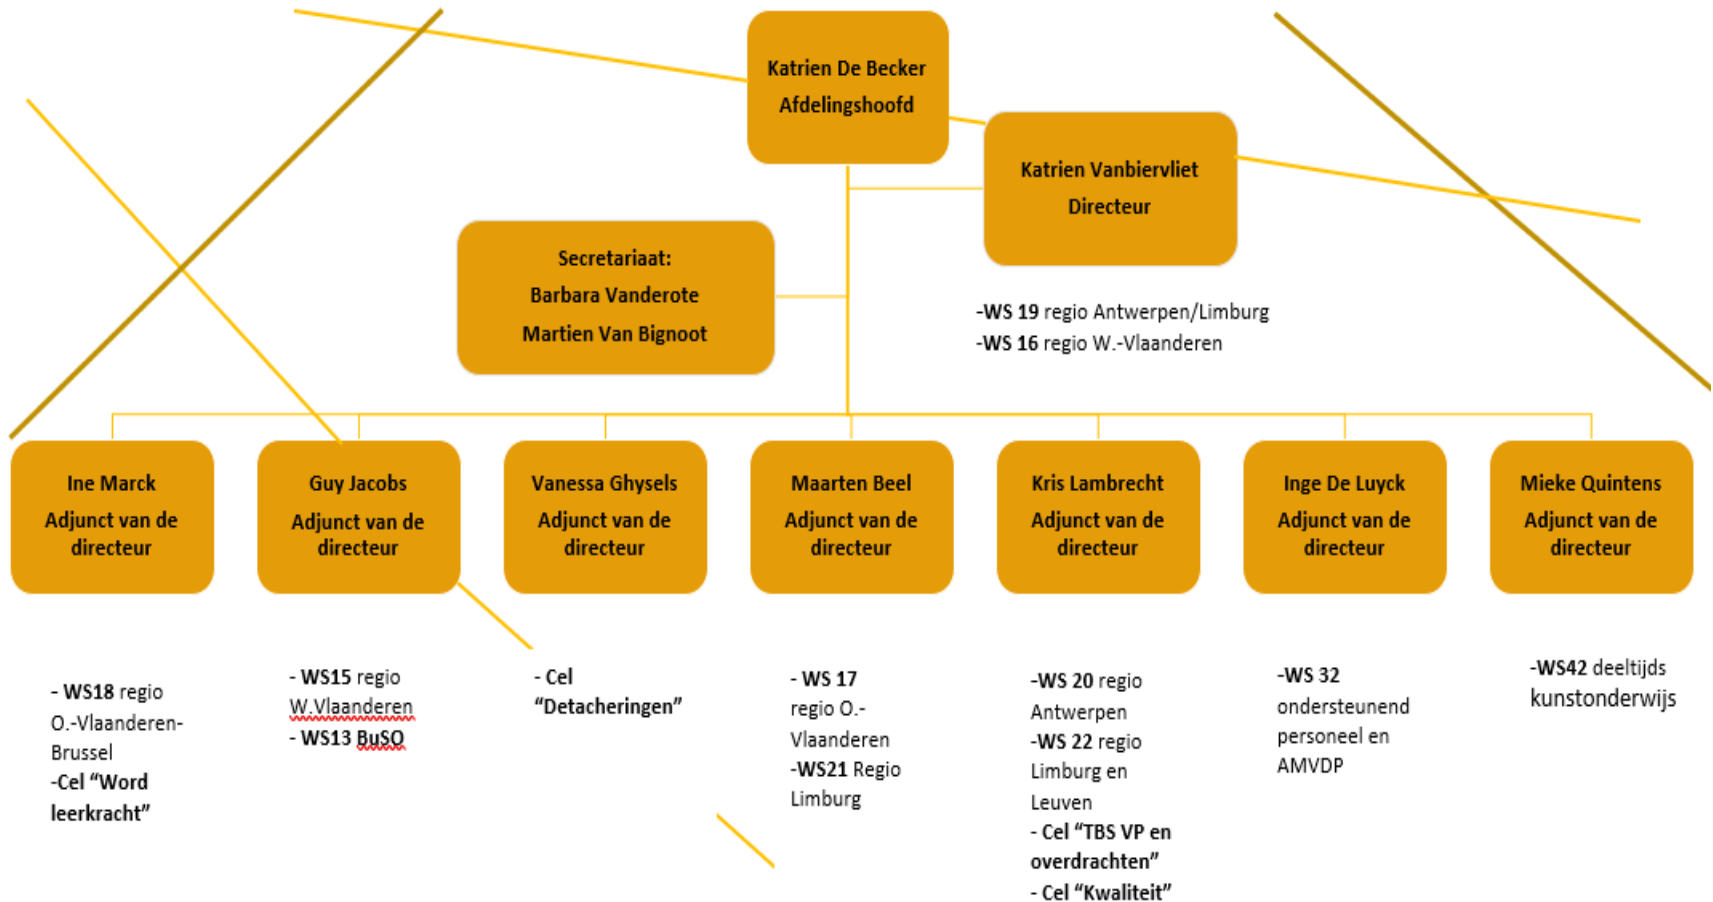 Katrien De Becker
Afdelingshoofd
Katrien Vanbiervliet
Directeur
Secretariaat:
Barbara Vanderote
Martien Van Bignoot
-WS 19 regio Antwerpen/Limburg
-WS 16 regio W.-Vlaanderen
Ine Marck
Adjunct van de
directeur
Guy Jacobs
Adjunct van de
directeur
Vanessa Ghysels
Adjunct van de
directeur
Maarten Beel
Adjunct van de
directeur
Kris Lambrecht
Adjunct van de
directeur
Inge De Luyck
Adjunct van de
directeur
Mieke Quintens
Adjunct van de
directeur
- WS18 regio
O.-Vlaanderen-
Brussel
-Cel “Word
leerkracht”
- WS15 regio
W.Vlaanderen
- WS13 BuSO
- Cel
“Detacheringen”
- WS 17
regio O.-
Vlaanderen
-WS21 Regio
Limburg
-WS 20 regio
Antwerpen
-WS 22 regio
Limburg en
Leuven
- Cel “TBS VP en
overdrachten”
- Cel “Kwaliteit”
-WS 32
ondersteunend
personeel en
AMVDP
-WS42 deeltijds
kunstonderwijs